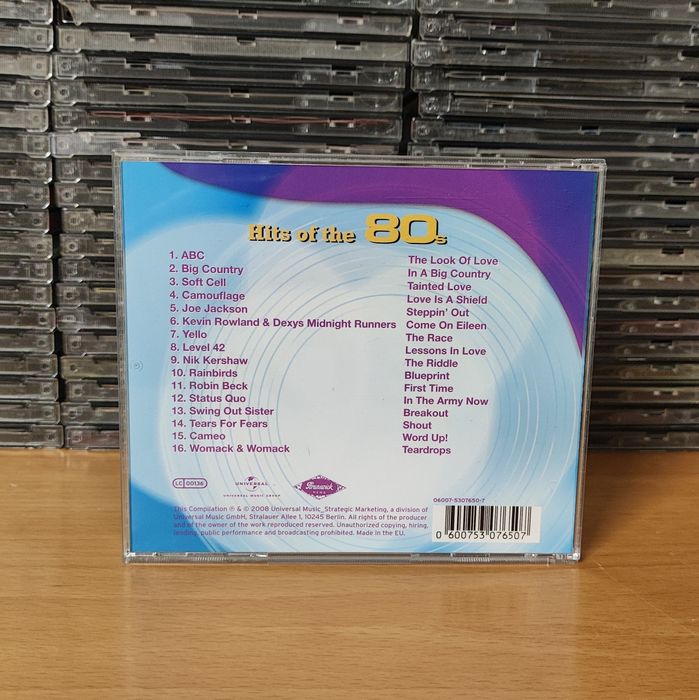 Hits of the 80s
1. ABC The Look Of Love
2. Big Country In A Big Country
3. Soft Cell Tainted Love
4. Camouflage Love Is A Shield
5. Joe Jackson Steppin' Out
6. Kevin Rowland & Dexys Midnight Runners Come On Eileen
7. Yello The Race
8. Level 42 Lessons In Love
9. Nik Kershaw The Riddle
10. Rainbirds Blueprint
11. Robin Beck First Time
12. Status Quo In The Army Now
13. Swing Out Sister Breakout
14. Tears For Fears Shout
15. Cameo Word Up!
16. Womack & Womack Teardrops
LC 00136
UNIVERSAL
UNIVERSAL MUSIC GROUP
Brunswick
NEWS
06007-5307650-7
This Compilation ℗ & © 2008 Universal Music_Strategic Marketing, a division of
Universal Music GmbH, Stralauer Allee 1, 10245 Berlin. All rights of the producer
and of the owner of the work reproduced reserved. Unauthorized copying, hiring,
lending, public performance and broadcasting prohibited. Made in the EU.
0 600753 076507